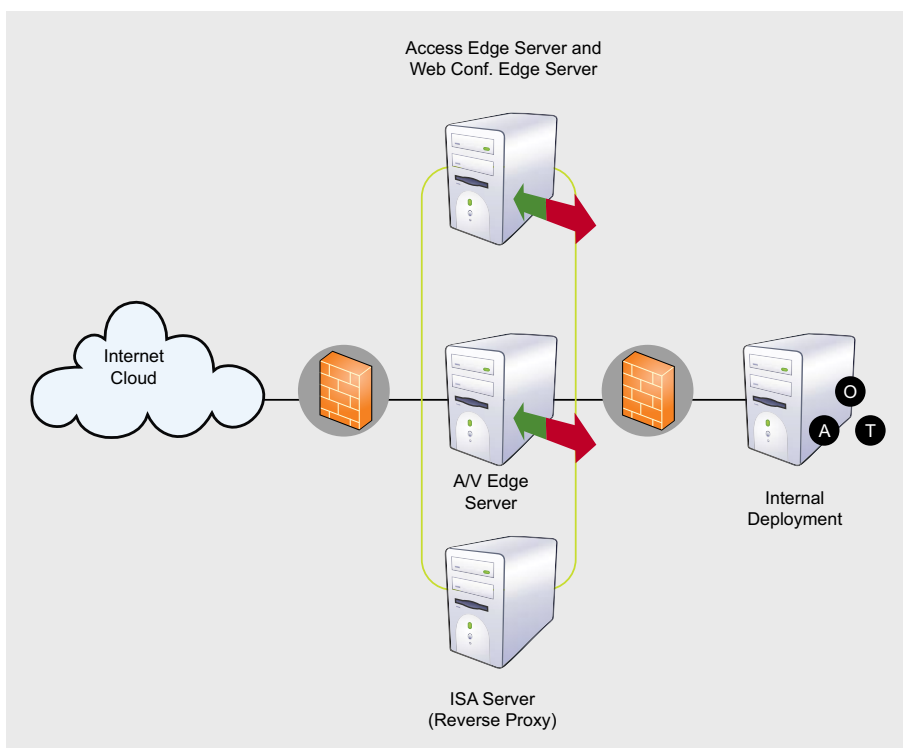 Access Edge Server and
Web Conf. Edge Server
Internet
Cloud
O
A
T
A/V Edge
Server
Internal
Deployment
ISA Server
(Reverse Proxy)